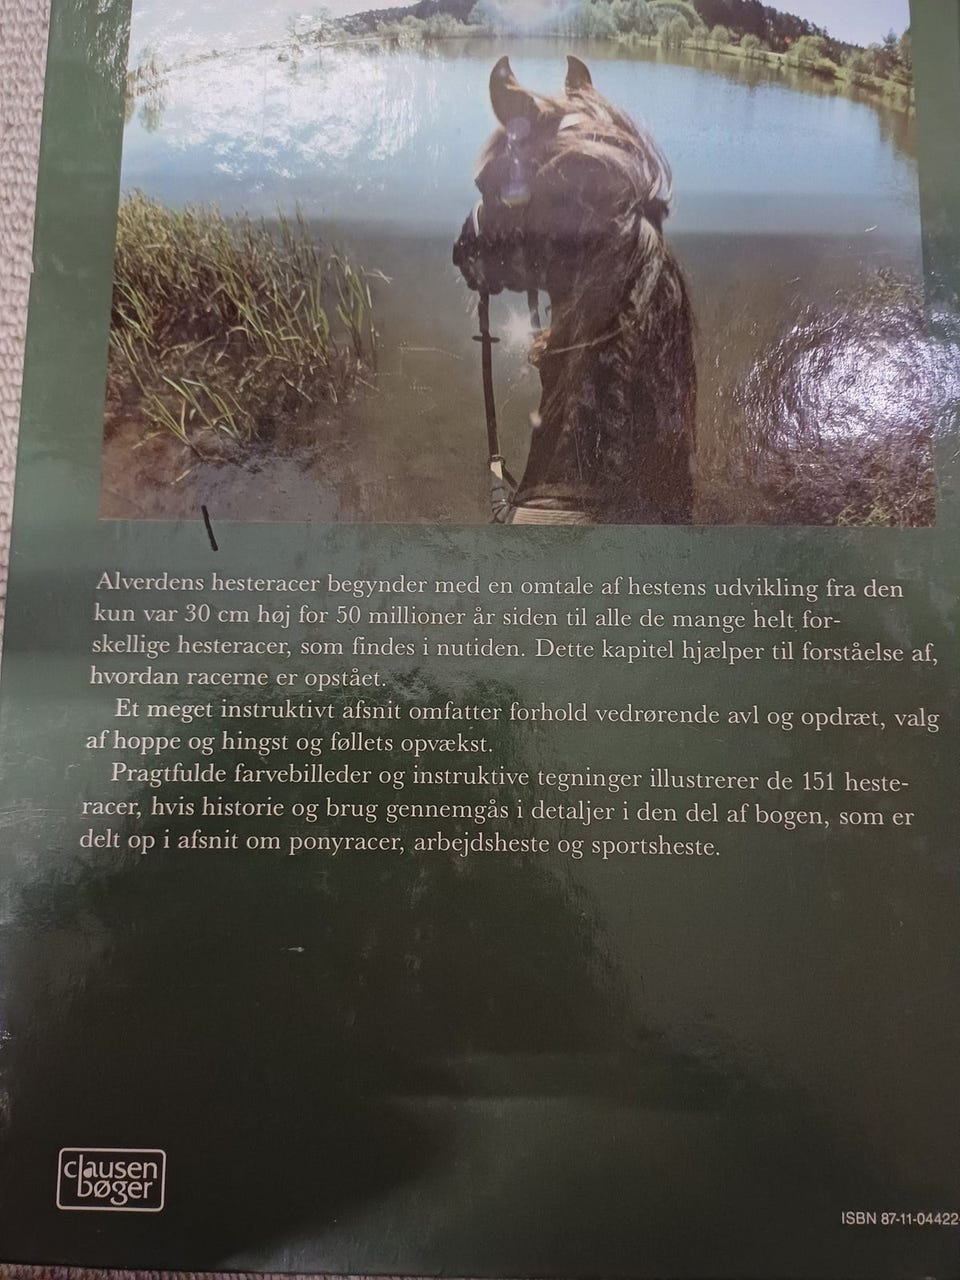 Alverdens hesteracer begynder med en omtale af hestens udvikling fra den
kun var 30 cm høj for 50 millioner år siden til alle de mange helt for-
skellige hesteracer, som findes i nutiden. Dette kapitel hjælper til forståelse af,
hvordan racerne er opstået.
Et meget instruktivt afsnit omfatter forhold vedrørende avl og opdræt, valg
af hoppe og hingst og føllets opvækst.
Pragtfulde farvebilleder og instruktive tegninger illustrerer de 151 heste-
racer, hvis historie og brug gennemgås i detaljer i den del af bogen, som er
delt op i afsnit om ponyracer, arbejdsheste og sportsheste.
clausen
bøger
ISBN 87-11-04422-